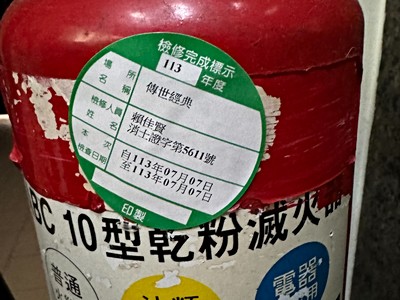 檢修完成標示
113 年度
場所名稱 傳世經典
檢修人員姓名 賴佳賢
消士證字第5611號
本次檢查日期 自113年07月07日
至113年07月07日
印製
BC 10型乾粉滅火器
普通
油類
電器